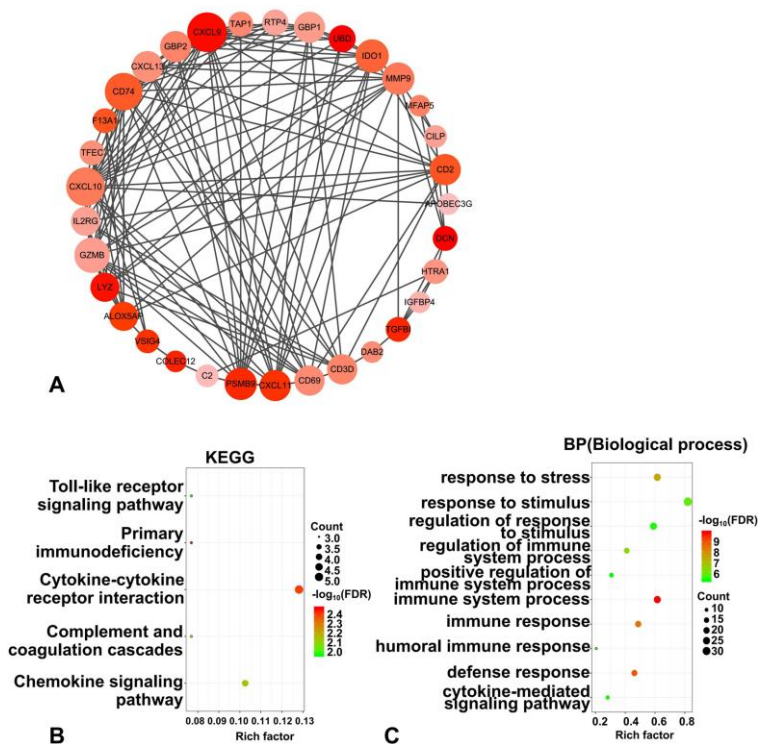 CXCL9
TAP1
RTP4
GBP1
UBD
IDO1
MMP9
MFAP5
CILP
CD2
APOBEC3G
DCN
HTRA1
IGFBP4
TGFBI
DAB2
CD3D
CD69
CXCL11
PSMB9
C2
COLEC12
VSIG4
ALOX5AP
LYZ
GZMB
IL2RG
CXCL10
TFEC
F13A1
CD74
CXCL13
GBP2
A
KEGG
Toll-like receptor
signaling pathway
Primary
immunodeficiency
Cytokine-cytokine
receptor interaction
Complement and
coagulation cascades
Chemokine signaling
pathway
0.08 0.09 0.10 0.11 0.12 0.13
Rich factor
Count
3.0
3.5
4.0
4.5
5.0
-log10(FDR)
2.4
2.3
2.2
2.1
2.0
B
BP(Biological process)
response to stress
response to stimulus
regulation of response
to stimulus
regulation of immune
system process
positive regulation of
immune system process
immune system process
immune response
humoral immune response
defense response
cytokine-mediated
signaling pathway
0.2 0.4 0.6 0.8
Rich factor
-log10(FDR)
9
8
7
6
Count
10
15
20
25
30
C